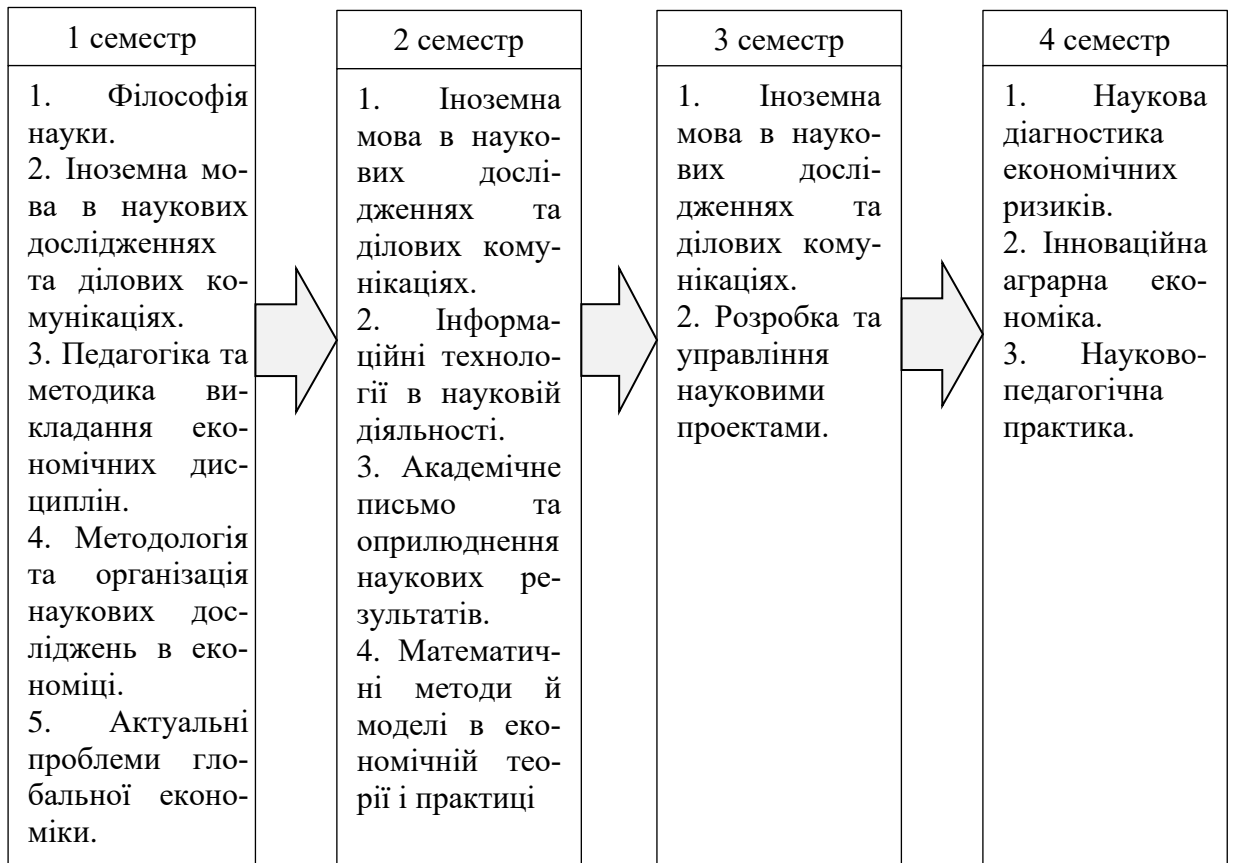 1 семестр
1. Філософія
науки.
2. Іноземна мо-
ва в наукових
дослідженнях
та ділових ко-
мунікаціях.
3. Педагогіка та
методика ви-
кладання еко-
номічних дис-
циплін.
4. Методологія
та організація
наукових дос-
ліджень в еко-
номіці.
5. Актуальні
проблеми гло-
бальної еконо-
міки.
2 семестр
1. Іноземна
мова в науко-
вих дослі-
дженнях та
ділових кому-
нікаціях.
2. Інформа-
ційні техноло-
гії в науковій
діяльності.
3. Академічне
письмо та
оприлюднення
наукових ре-
зультатів.
4. Математич-
ні методи й
моделі в еко-
номічній тео-
рії і практиці
3 семестр
1. Іноземна
мова в науко-
вих дослі-
дженнях та
ділових кому-
нікаціях.
2. Розробка та
управління
науковими
проектами.
4 семестр
1. Наукова
діагностика
економічних
ризиків.
2. Інноваційна
аграрна еко-
номіка.
3. Науково-
педагогічна
практика.